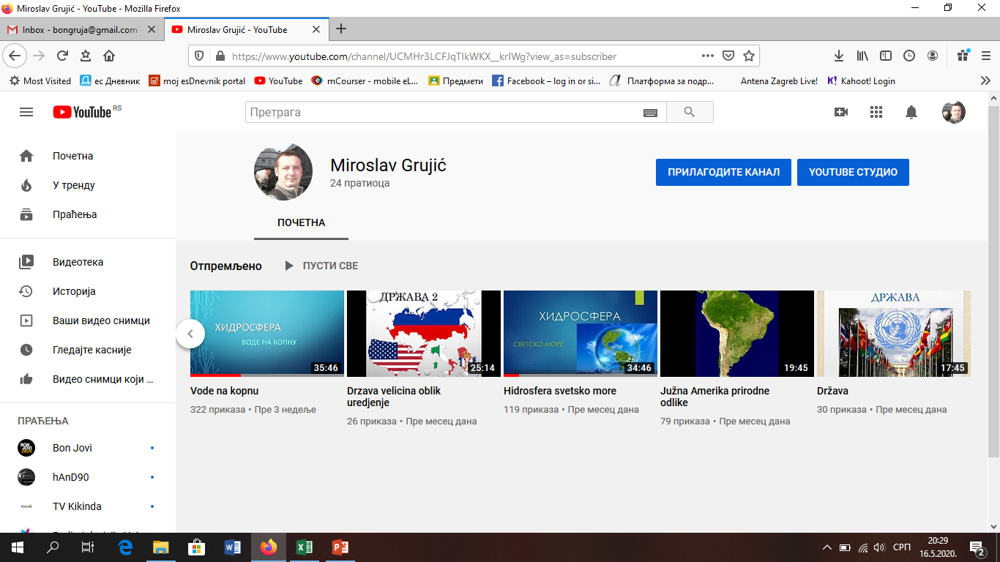 Miroslav Grujić - YouTube - Mozilla Firefox
Inbox - bongruja@gmail.com -
Miroslav Grujić - YouTube
https://www.youtube.com/channel/UCMHr3LCFJqTIkWKX__krIWg?view_as=subscriber
Most Visited
ес Дневник
moj esDnevnik portal
YouTube
mCourser - mobile eL...
Предмети
Facebook – log in or si...
Платформа за подр...
Antena Zagreb Live!
Kahoot! Login
YouTube RS
Претрага
Почетна
У тренду
Праћења
Видеотека
Историја
Ваши видео снимци
Гледајте касније
Видео снимци који ...
ПРАЋЕЊА
Bon Jovi
hAnD90
TV Kikinda
Miroslav Grujić
24 пратиоца
ПРИЛАГОДИТЕ КАНАЛ
YOUTUBE СТУДИО
ПОЧЕТНА
Отпремљено
ПУСТИ СВЕ
ХИДРОСФЕРА
ВОДЕ НА КОПНУ
35:46
Vode na kopnu
322 приказа • Пре 3 недеље
ДРЖАВА 2
25:14
Drzava velicina oblik
uredjenje
26 приказа • Пре месец дана
ХИДРОСФЕРА
СВЕТСКО МОРЕ
34:46
Hidrosfera svetsko more
119 приказа • Пре месец дана
19:45
Južna Amerika prirodne
odlike
79 приказа • Пре месец дана
ДРЖАВА
17:45
Država
30 приказа • Пре месец дана
СРП
20:29
16.5.2020.
2